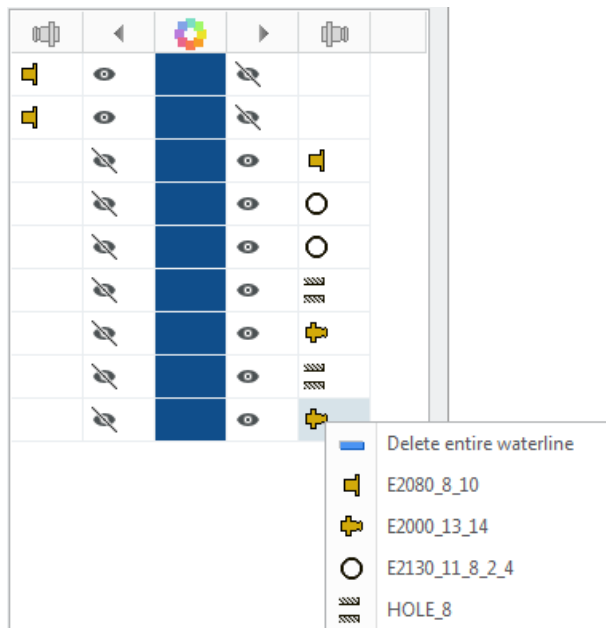 Delete entire waterline
E2080_8_10
E2000_13_14
E2130_11_8_2_4
HOLE_8